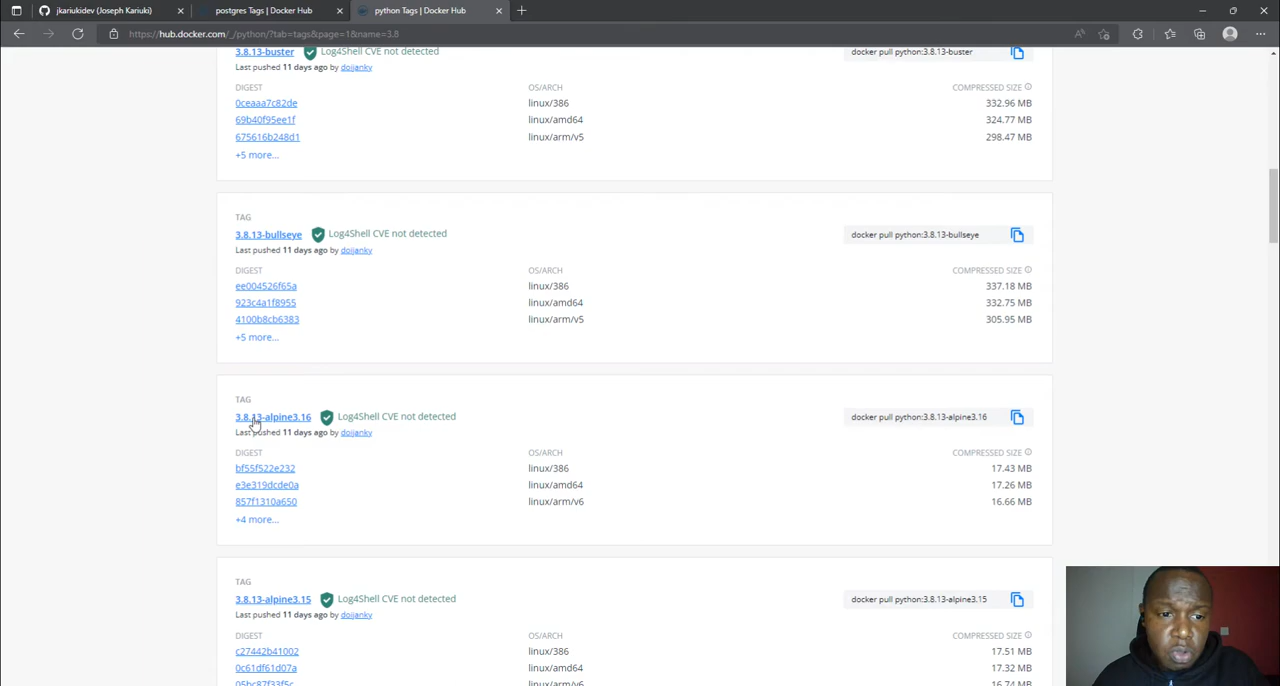 jkariukidev (Joseph Kariuki)
postgres Tags | Docker Hub
python Tags | Docker Hub
https://hub.docker.com/_/python/?tab=tags&page=1&name=3.8
3.8.13-buster Log4Shell CVE not detected docker pull python:3.8.13-buster
Last pushed 11 days ago by doijanky
DIGEST OS/ARCH COMPRESSED SIZE
0ceaaa7c82de linux/386 332.96 MB
69b40f95ee1f linux/amd64 324.77 MB
675616b248d1 linux/arm/v5 298.47 MB
+5 more...
TAG
3.8.13-bullseye Log4Shell CVE not detected docker pull python:3.8.13-bullseye
Last pushed 11 days ago by doijanky
DIGEST OS/ARCH COMPRESSED SIZE
ee004526f65a linux/386 337.18 MB
923c4a1f8955 linux/amd64 332.75 MB
4100b8cb6383 linux/arm/v5 305.95 MB
+5 more...
TAG
3.8.13-alpine3.16 Log4Shell CVE not detected docker pull python:3.8.13-alpine3.16
Last pushed 11 days ago by doijanky
DIGEST OS/ARCH COMPRESSED SIZE
bf55f522e232 linux/386 17.43 MB
e3e319dcde0a linux/amd64 17.26 MB
857f1310a650 linux/arm/v6 16.66 MB
+4 more...
TAG
3.8.13-alpine3.15 Log4Shell CVE not detected docker pull python:3.8.13-alpine3.15
Last pushed 11 days ago by doijanky
DIGEST OS/ARCH COMPRESSED SIZE
c27442b41002 linux/386 17.51 MB
0c61df61d07a linux/amd64 17.32 MB
05bc87f33f5c linux/arm/v6 16.74 MB